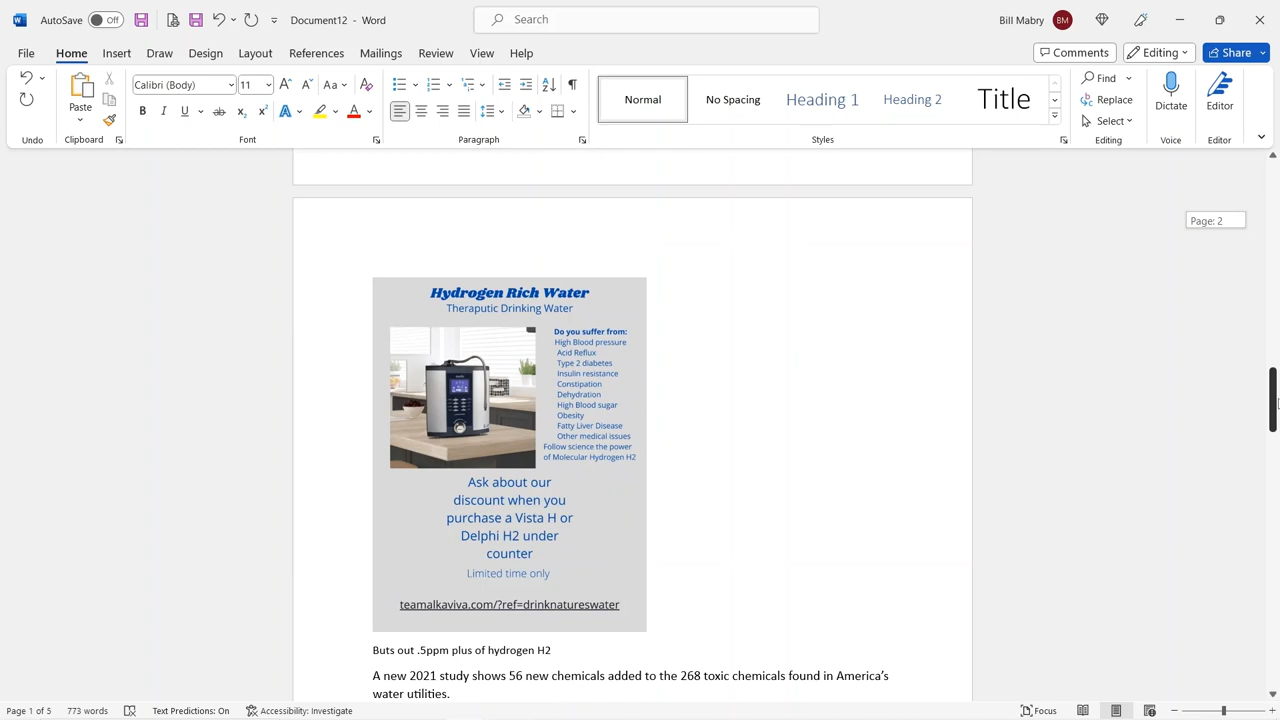 AutoSave Off Document12 - Word Search Bill Mabry BM
File Home Insert Draw Design Layout References Mailings Review View Help Comments Editing Share
Calibri (Body) 11 Aa Normal No Spacing Heading 1 Heading 2 Title Find
Paste B I U ab x₂ x² A A Replace
Dictate Editor
Select
Undo Clipboard Font Paragraph Styles Editing Voice Editor
Page: 2
Hydrogen Rich Water
Theraputic Drinking Water
Do you suffer from:
High Blood pressure
Acid Reflux
Type 2 diabetes
Insulin resistance
Constipation
Dehydration
High Blood sugar
Obesity
Fatty Liver Disease
Other medical issues
Follow science the power
of Molecular Hydrogen H2
Ask about our
discount when you
purchase a Vista H or
Delphi H2 under
counter
Limited time only
teamalkaviva.com/?ref=drinknatureswater
Buts out .5ppm plus of hydrogen H2
A new 2021 study shows 56 new chemicals added to the 268 toxic chemicals found in America's
water utilities.
Page 1 of 5 773 words Text Predictions: On Accessibility: Investigate Focus